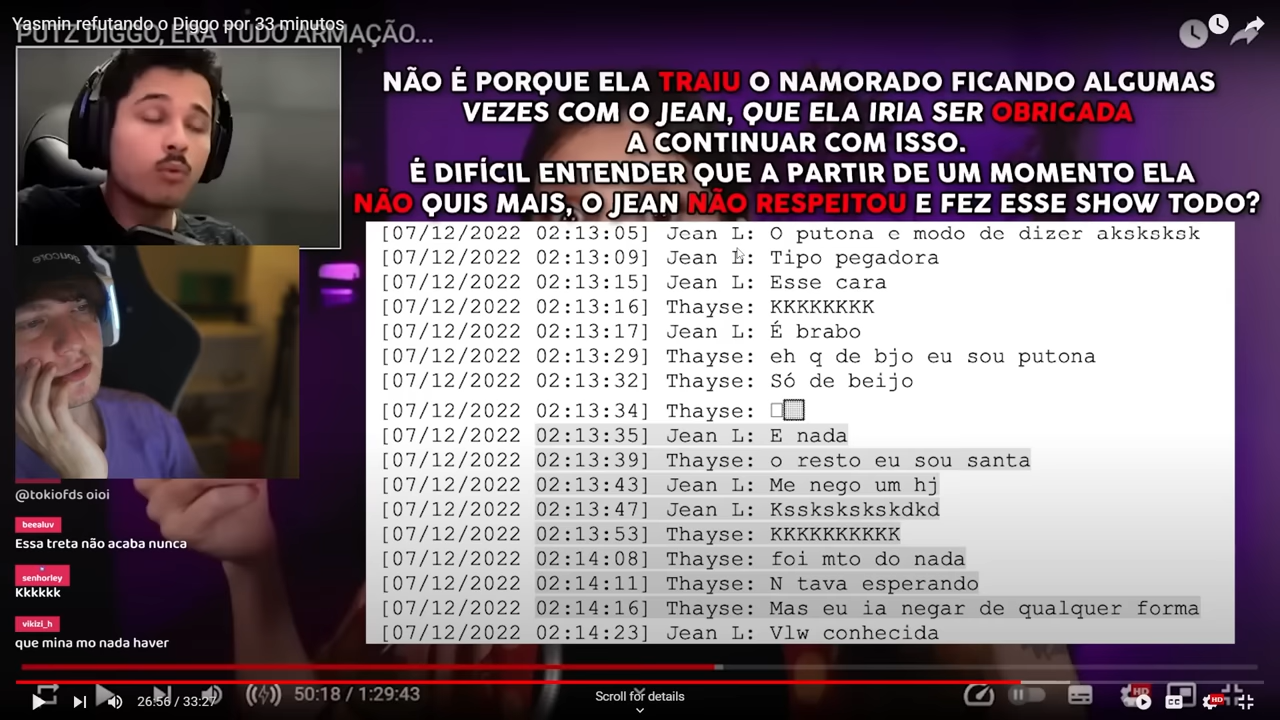 Yasmin refutando o Diggo por 33 minutos
PUTZ DIGGO, ERA TUDO ARMAÇÃO...
NÃO É PORQUE ELA TRAIU O NAMORADO FICANDO ALGUMAS
VEZES COM O JEAN, QUE ELA IRIA SER OBRIGADA
A CONTINUAR COM ISSO.
É DIFÍCIL ENTENDER QUE A PARTIR DE UM MOMENTO ELA
NÃO QUIS MAIS, O JEAN NÃO RESPEITOU E FEZ ESSE SHOW TODO?
[07/12/2022 02:13:05] Jean L: O putona e modo de dizer aksksksk
[07/12/2022 02:13:09] Jean L: Tipo pegadora
[07/12/2022 02:13:15] Jean L: Esse cara
[07/12/2022 02:13:16] Thayse: KKKKKKKK
[07/12/2022 02:13:17] Jean L: É brabo
[07/12/2022 02:13:29] Thayse: eh q de bjo eu sou putona
[07/12/2022 02:13:32] Thayse: Só de beijo
[07/12/2022 02:13:34] Thayse:
[07/12/2022 02:13:35] Jean L: E nada
[07/12/2022 02:13:39] Thayse: o resto eu sou santa
[07/12/2022 02:13:43] Jean L: Me nego um hj
[07/12/2022 02:13:47] Jean L: Kssksksksksdkd
[07/12/2022 02:13:53] Thayse: KKKKKKKKKK
[07/12/2022 02:14:08] Thayse: foi mto do nada
[07/12/2022 02:14:11] Thayse: N tava esperando
[07/12/2022 02:14:16] Thayse: Mas eu ia negar de qualquer forma
[07/12/2022 02:14:23] Jean L: Vlw conhecida
@tokiofds oioi
beealuv
Essa treta não acaba nunca
senhorley
Kkkkkk
vikizi_h
que mina mo nada haver
50:18 / 1:29:43
26:56 / 33:27
Scroll for details
HD
CC
HD